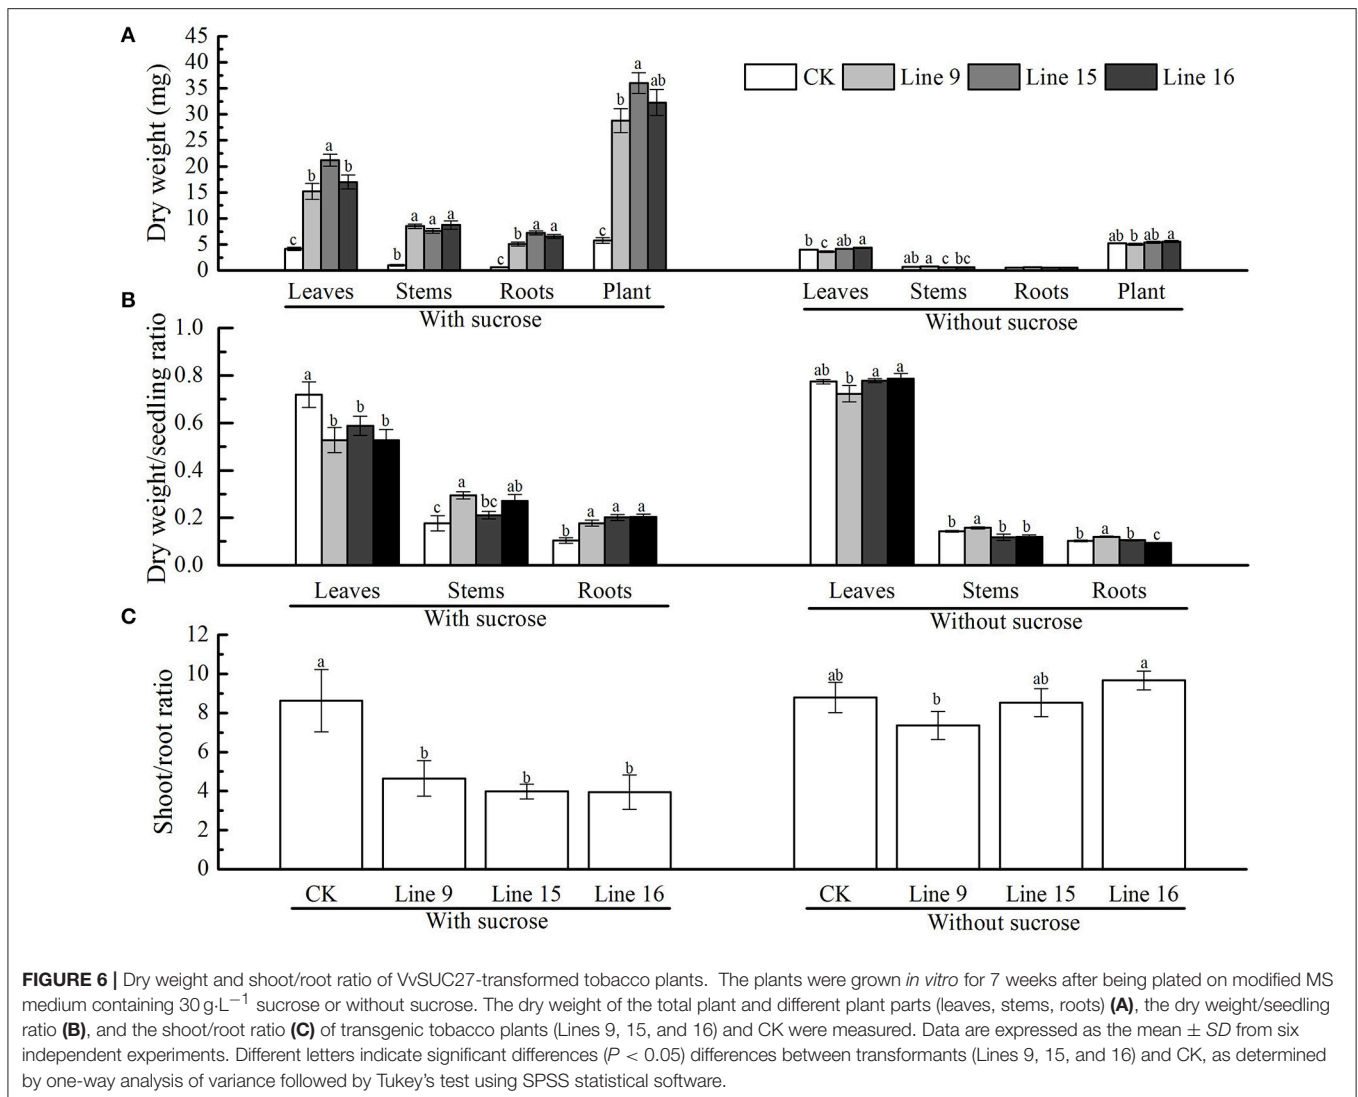 A
Dry weight (mg)
45
40
35
30
25
20
15
10
5
0
CK Line 9 Line 15 Line 16
c b a b
b a a a
c b a a
c b a ab
b c ab a
ab a c bc
ab b ab a
Leaves Stems Roots Plant
With sucrose
Leaves Stems Roots Plant
Without sucrose
B
Dry weight/seedling ratio
1.0
0.8
0.6
0.4
0.2
0.0
a b b b
c a bc ab
b a a a
ab b a a
b a b b
b a b c
Leaves Stems Roots
With sucrose
Leaves Stems Roots
Without sucrose
C
Shoot/root ratio
12
10
8
6
4
2
0
a b b b
ab b ab a
CK Line 9 Line 15 Line 16
With sucrose
CK Line 9 Line 15 Line 16
Without sucrose
FIGURE 6 | Dry weight and shoot/root ratio of VvSUC27-transformed tobacco plants. The plants were grown in vitro for 7 weeks after being plated on modified MS
medium containing 30 g·L−1 sucrose or without sucrose. The dry weight of the total plant and different plant parts (leaves, stems, roots) (A), the dry weight/seedling
ratio (B), and the shoot/root ratio (C) of transgenic tobacco plants (Lines 9, 15, and 16) and CK were measured. Data are expressed as the mean ± SD from six
independent experiments. Different letters indicate significant differences (P < 0.05) differences between transformants (Lines 9, 15, and 16) and CK, as determined
by one-way analysis of variance followed by Tukey's test using SPSS statistical software.